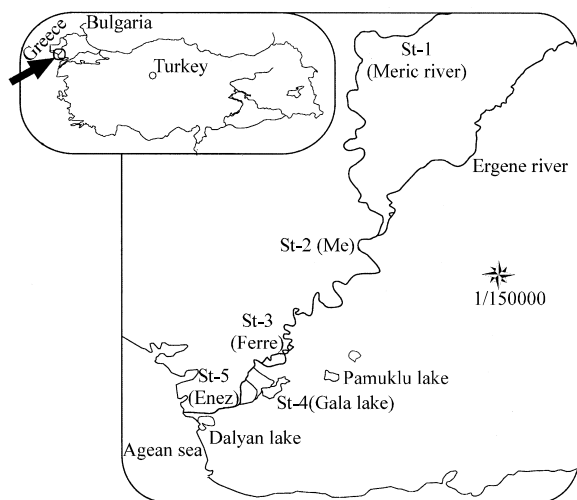 Bulgaria
Greece
Turkey
St-1
(Meric river)
Ergene river
St-2 (Me)
1/150000
St-3
(Ferre)
Pamuklu lake
St-5
(Enez)
St-4(Gala lake)
Dalyan lake
Agean sea